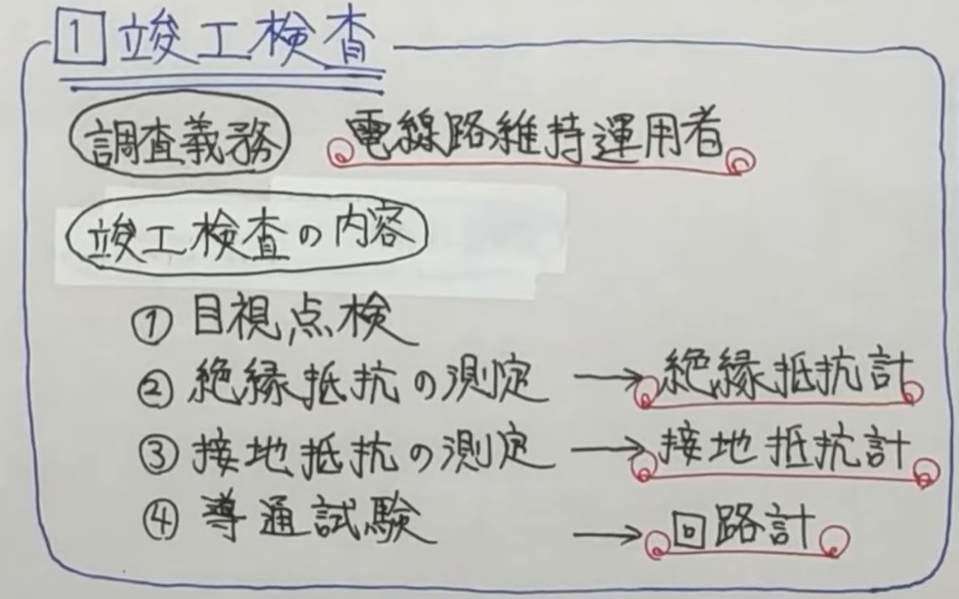 1 竣工検査
調査義務 電線路維持運用者
竣工検査の内容
① 目視点検
② 絶縁抵抗の測定 → 絶縁抵抗計
③ 接地抵抗の測定 → 接地抵抗計
④ 導通試験 → 回路計